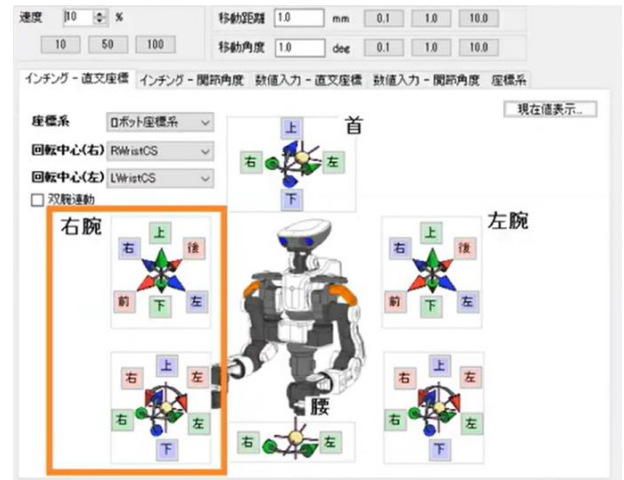 速度 10 % 移動距離 1.0 mm 0.1 1.0 10.0
10 50 100 移動角度 1.0 deg 0.1 1.0 10.0
インチング - 直交座標 インチング - 関節角度 数値入力 - 直交座標 数値入力 - 関節角度 座標系
現在値表示...
座標系 ロボット座標系
回転中心(右) RWristCS
回転中心(左) LWristCS
双腕連動
首
上
右 左
下
右腕
上
右 後
前 下 左
上
右 左
右 左
下
左腕
上
右 後
前 下 左
上
右 左
右 左
下
腰
右 左